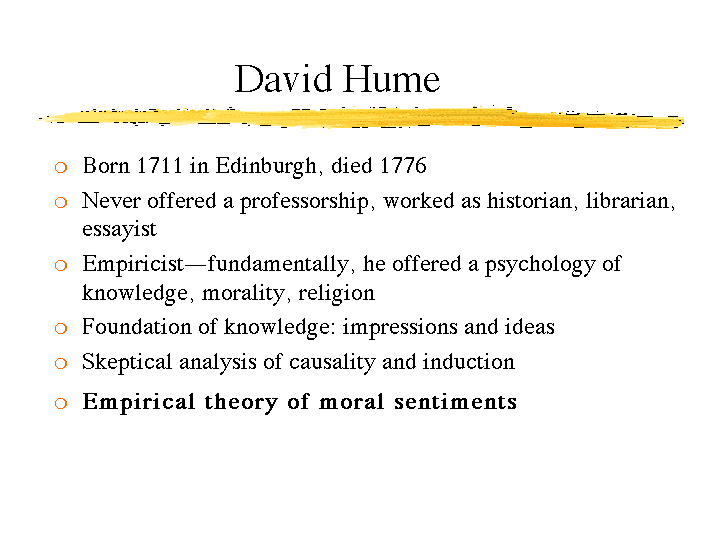 David Hume
Born 1711 in Edinburgh, died 1776
Never offered a professorship, worked as historian, librarian,
essayist
Empiricist—fundamentally, he offered a psychology of
knowledge, morality, religion
Foundation of knowledge: impressions and ideas
Skeptical analysis of causality and induction
Empirical theory of moral sentiments